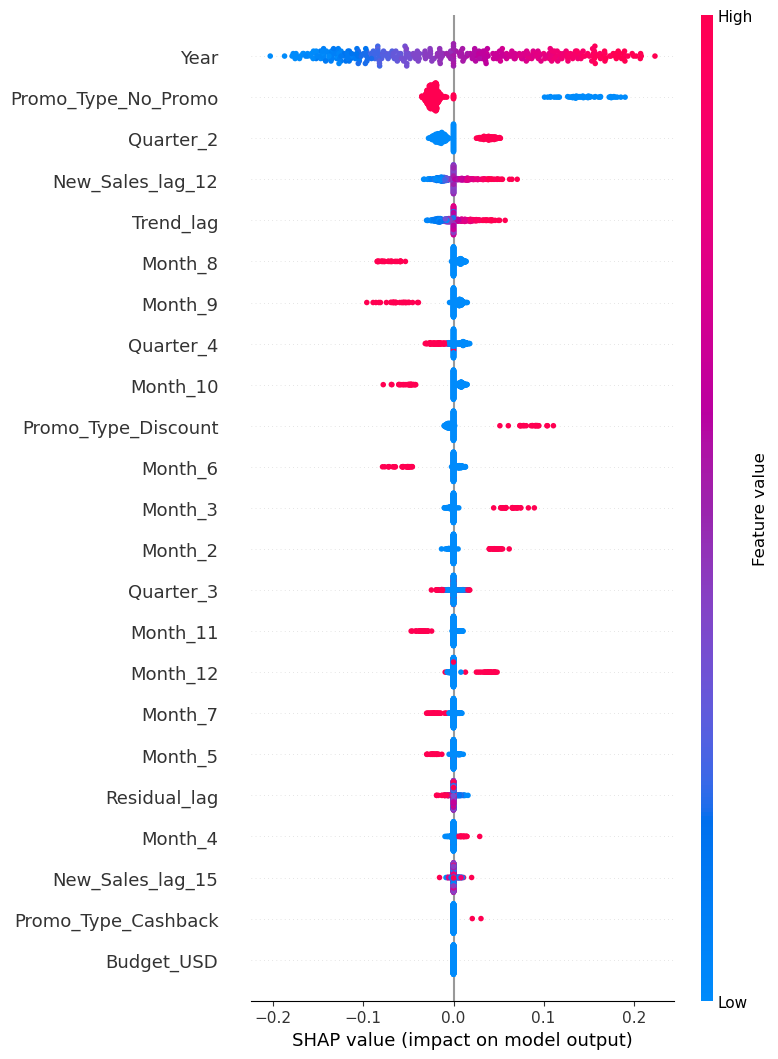 High
Year
Promo_Type_No_Promo
Quarter_2
New_Sales_lag_12
Trend_lag
Month_8
Month_9
Quarter_4
Month_10
Promo_Type_Discount
Month_6
Month_3
Month_2
Quarter_3
Month_11
Month_12
Month_7
Month_5
Residual_lag
Month_4
New_Sales_lag_15
Promo_Type_Cashback
Budget_USD
Feature value
Low
−0.2 −0.1 0.0 0.1 0.2
SHAP value (impact on model output)